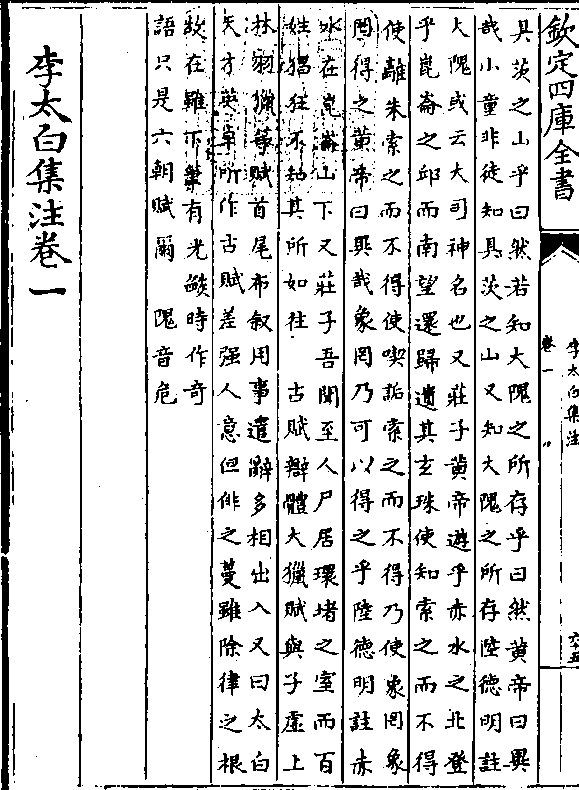 欽定四庫全書
李太白集注
卷一
六十五
具茨之山乎曰然若知大隗之所存乎曰然黄帝曰異
哉小童非徒知具茨之山又知大隗之所存陸德明註
大隗或云大司神名也又莊子黄帝遊乎赤水之北登
乎崑崙之邱而南望還歸遺其玄珠使知索之而不得
使離朱索之而不得使喫詬索之而不得乃使象罔象
罔得之黄帝曰異哉象罔乃可以得之乎陸德明註赤
水在崑崙山下又莊子吾聞至人尸居環堵之室而百
姓猖狂不知其所如往 古賦辯體大獵賦與子虚上
林羽獵等賦首尾布叙用事遣辭多相出入又曰太白
天才英卓所作古賦差强人意但俳之蔓雖除律之根
故在雖下筆有光燄時作奇
語只是六朝賦爾 隗音危
李太白集注卷一